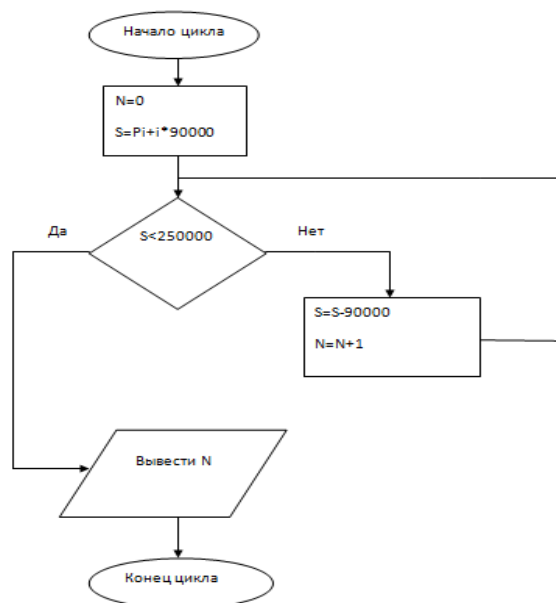 Начало цикла
N=0
S=Pi+i*90000
Да
S<250000
Нет
S=S-90000
N=N+1
Вывести N
Конец цикла